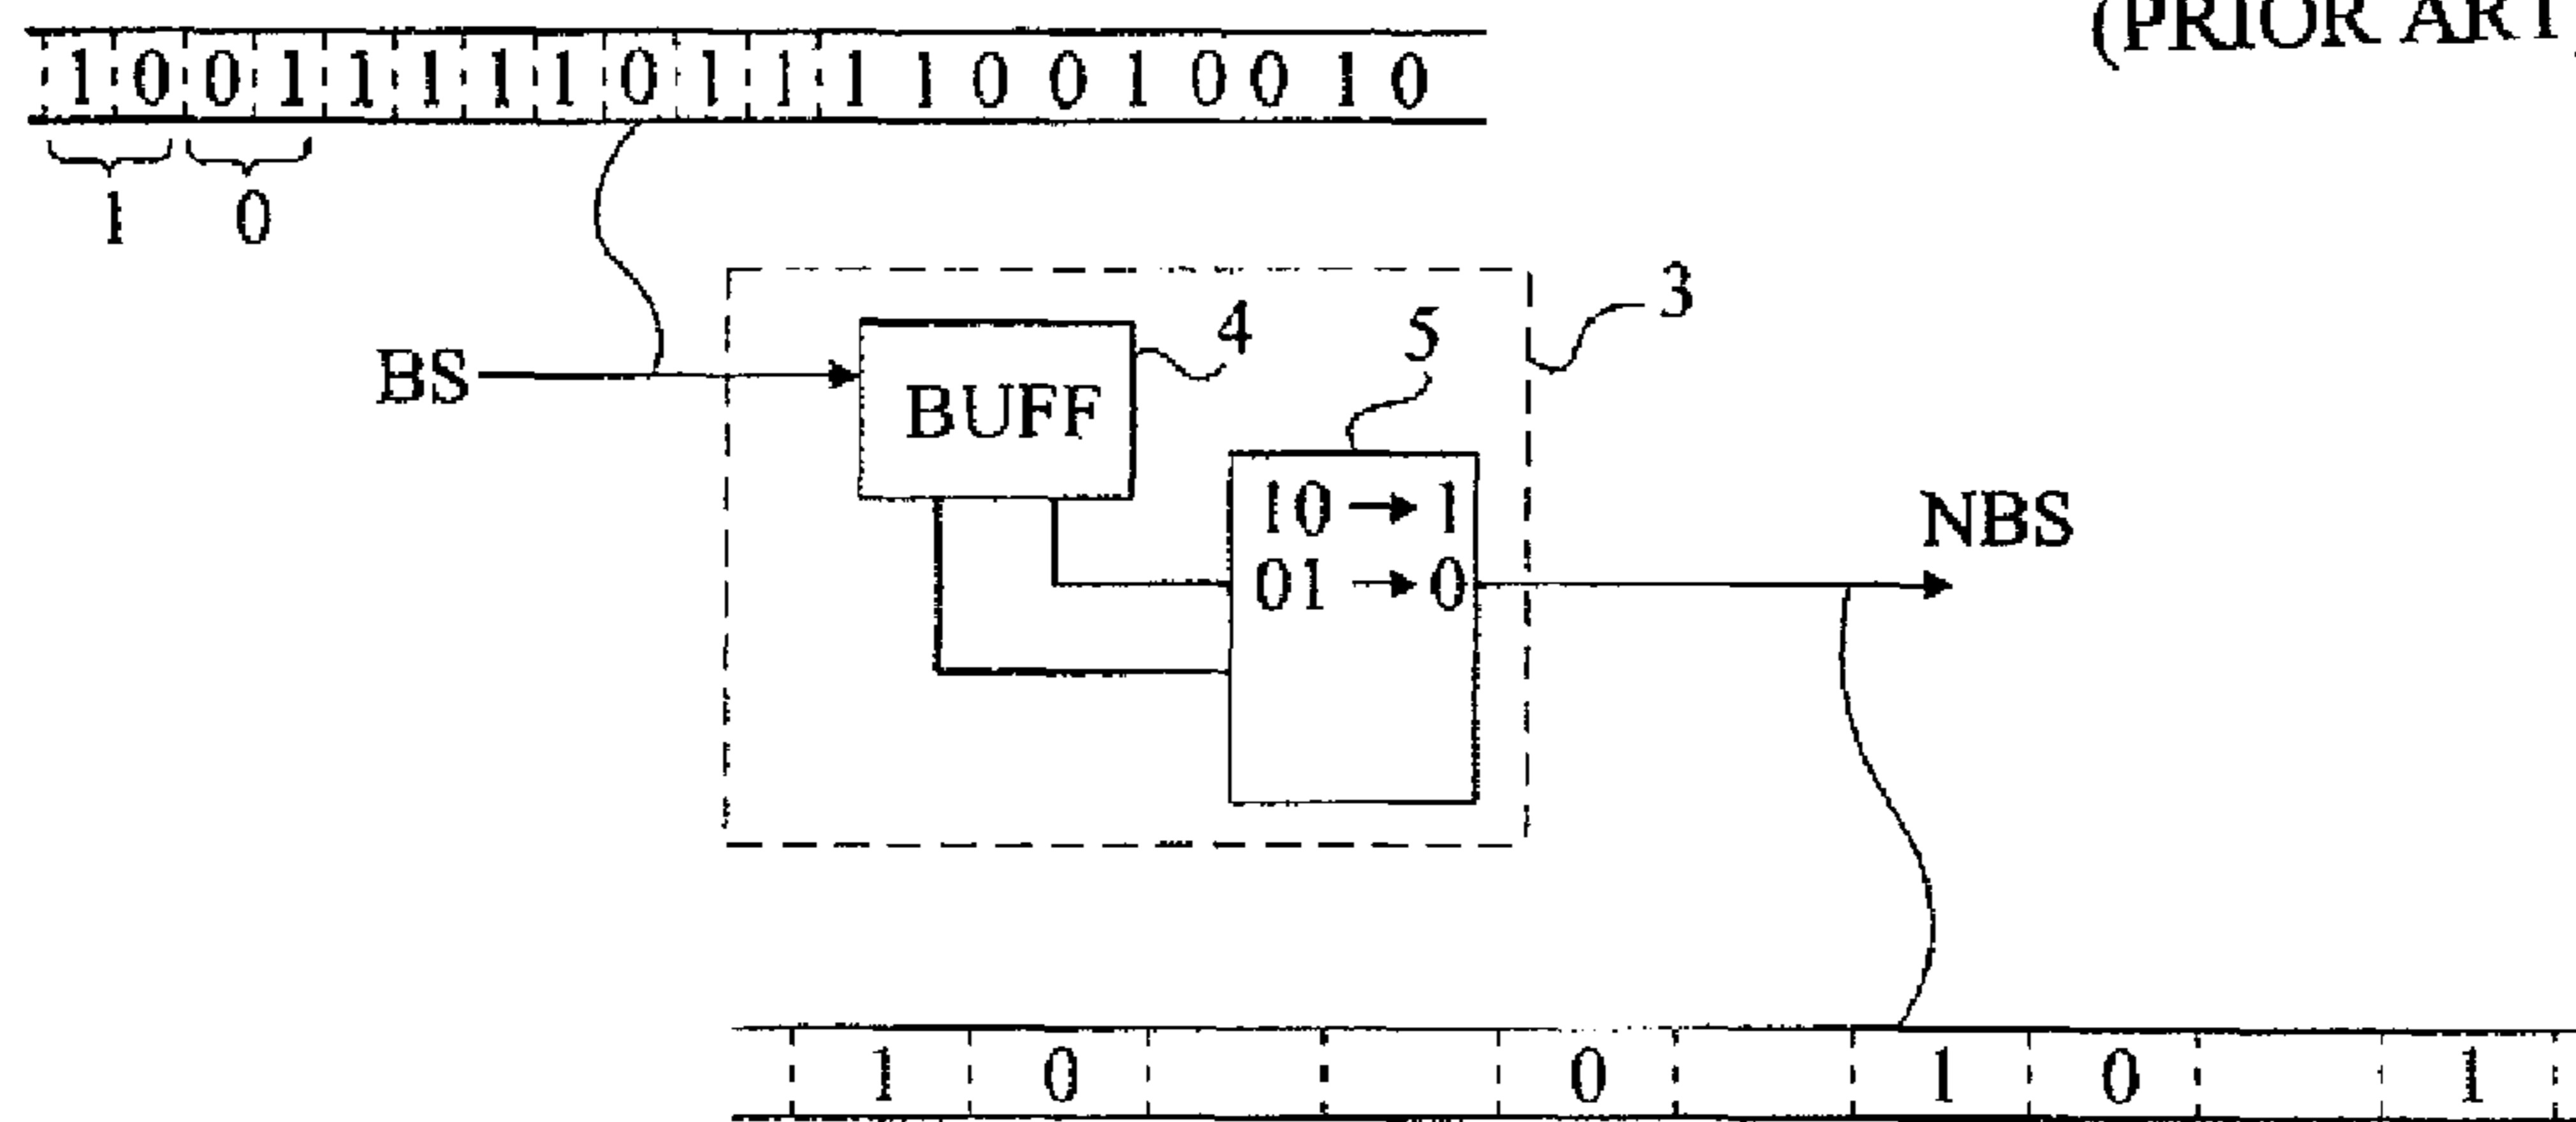 (PRIOR ART
1 0 0 1 1 1 1 1 0 1 1 1 1 0 0 1 0 0 1 0
1 0
3
4
5
BS
BUFF
10 → 1
NBS
01 → 0
1 0 0 1 0 1